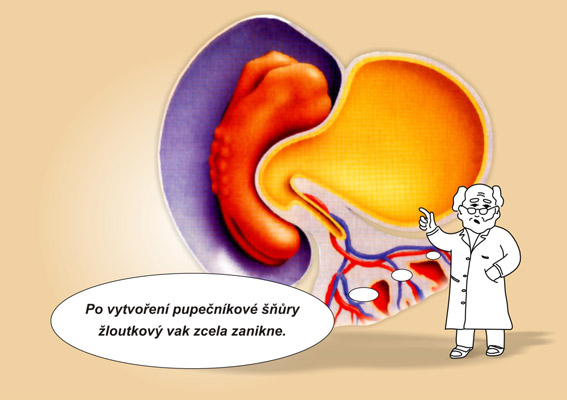 Po vytvoření pupečníkové šňůry
žloutkový vak zcela zanikne.